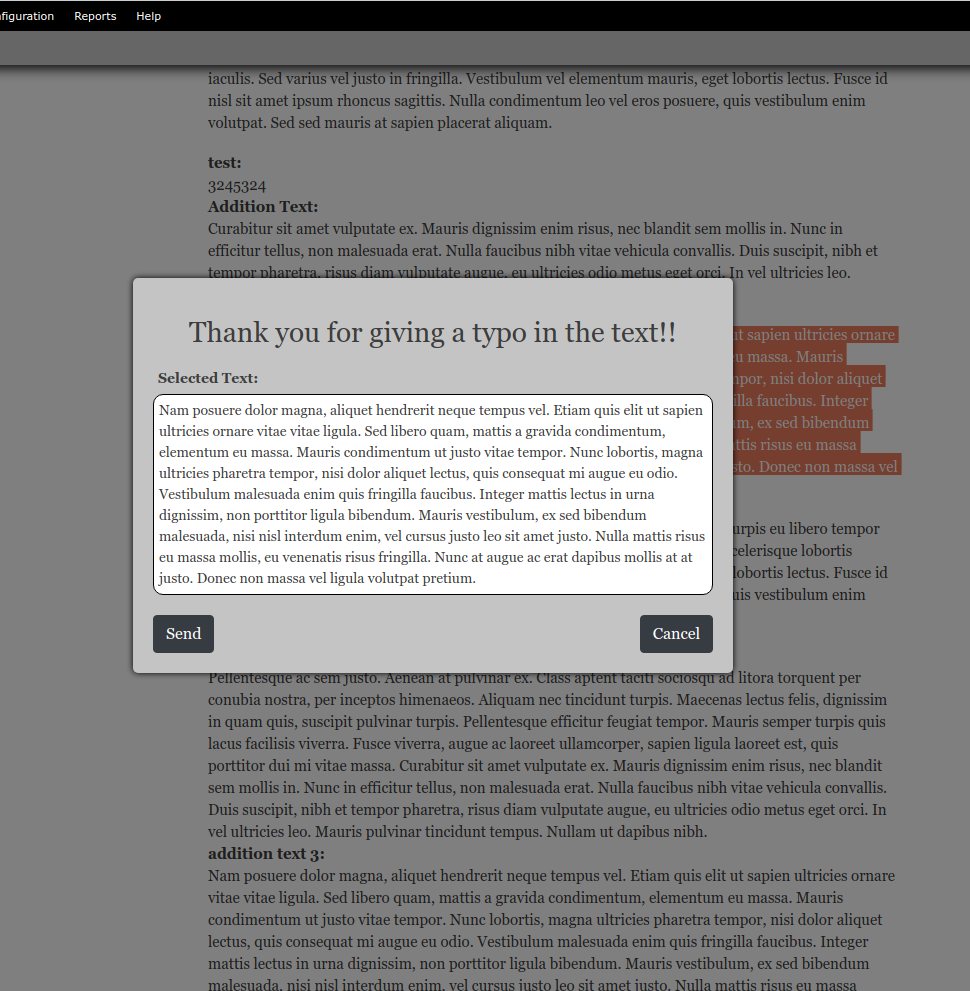 figuration Reports Help
iaculis. Sed varius vel justo in fringilla. Vestibulum vel elementum mauris, eget lobortis lectus. Fusce id
nisl sit amet ipsum rhoncus sagittis. Nulla condimentum leo vel eros posuere, quis vestibulum enim
volutpat. Sed sed mauris at sapien placerat aliquam.
test:
3245324
Addition Text:
Curabitur sit amet vulputate ex. Mauris dignissim enim risus, nec blandit sem mollis in. Nunc in
efficitur tellus, non malesuada erat. Nulla faucibus nibh vitae vehicula convallis. Duis suscipit, nibh et
tempor pharetra, risus diam vulputate augue, eu ultricies odio metus eget orci. In vel ultricies leo.
Thank you for giving a typo in the text!!
Selected Text:
Nam posuere dolor magna, aliquet hendrerit neque tempus vel. Etiam quis elit ut sapien
ultricies ornare vitae vitae ligula. Sed libero quam, mattis a gravida condimentum,
elementum eu massa. Mauris condimentum ut justo vitae tempor. Nunc lobortis, magna
ultricies pharetra tempor, nisi dolor aliquet lectus, quis consequat mi augue eu odio.
Vestibulum malesuada enim quis fringilla faucibus. Integer mattis lectus in urna
dignissim, non porttitor ligula bibendum. Mauris vestibulum, ex sed bibendum
malesuada, nisi nisl interdum enim, vel cursus justo leo sit amet justo. Nulla mattis risus
eu massa mollis, eu venenatis risus fringilla. Nunc at augue ac erat dapibus mollis at at
justo. Donec non massa vel ligula volutpat pretium.
Send Cancel
ut sapien ultricies ornare
eu massa. Mauris
mpor, nisi dolor aliquet
illa faucibus. Integer
m, ex sed bibendum
ttis risus eu massa
sto. Donec non massa vel
urpis eu libero tempor
celerisque lobortis
lobortis lectus. Fusce id
uis vestibulum enim
Pellentesque ac sem justo. Aenean at pulvinar ex. Class aptent taciti sociosqu ad litora torquent per
conubia nostra, per inceptos himenaeos. Aliquam nec tincidunt turpis. Maecenas lectus felis, dignissim
in quam quis, suscipit pulvinar turpis. Pellentesque efficitur feugiat tempor. Mauris semper turpis quis
lacus facilisis viverra. Fusce viverra, augue ac laoreet ullamcorper, sapien ligula laoreet est, quis
porttitor dui mi vitae massa. Curabitur sit amet vulputate ex. Mauris dignissim enim risus, nec blandit
sem mollis in. Nunc in efficitur tellus, non malesuada erat. Nulla faucibus nibh vitae vehicula convallis.
Duis suscipit, nibh et tempor pharetra, risus diam vulputate augue, eu ultricies odio metus eget orci. In
vel ultricies leo. Mauris pulvinar tincidunt tempus. Nullam ut dapibus nibh.
addition text 3:
Nam posuere dolor magna, aliquet hendrerit neque tempus vel. Etiam quis elit ut sapien ultricies ornare
vitae vitae ligula. Sed libero quam, mattis a gravida condimentum, elementum eu massa. Mauris
condimentum ut justo vitae tempor. Nunc lobortis, magna ultricies pharetra tempor, nisi dolor aliquet
lectus, quis consequat mi augue eu odio. Vestibulum malesuada enim quis fringilla faucibus. Integer
mattis lectus in urna dignissim, non porttitor ligula bibendum. Mauris vestibulum, ex sed bibendum
malesuada, nisi nisl interdum enim, vel cursus justo leo sit amet justo. Nulla mattis risus eu massa